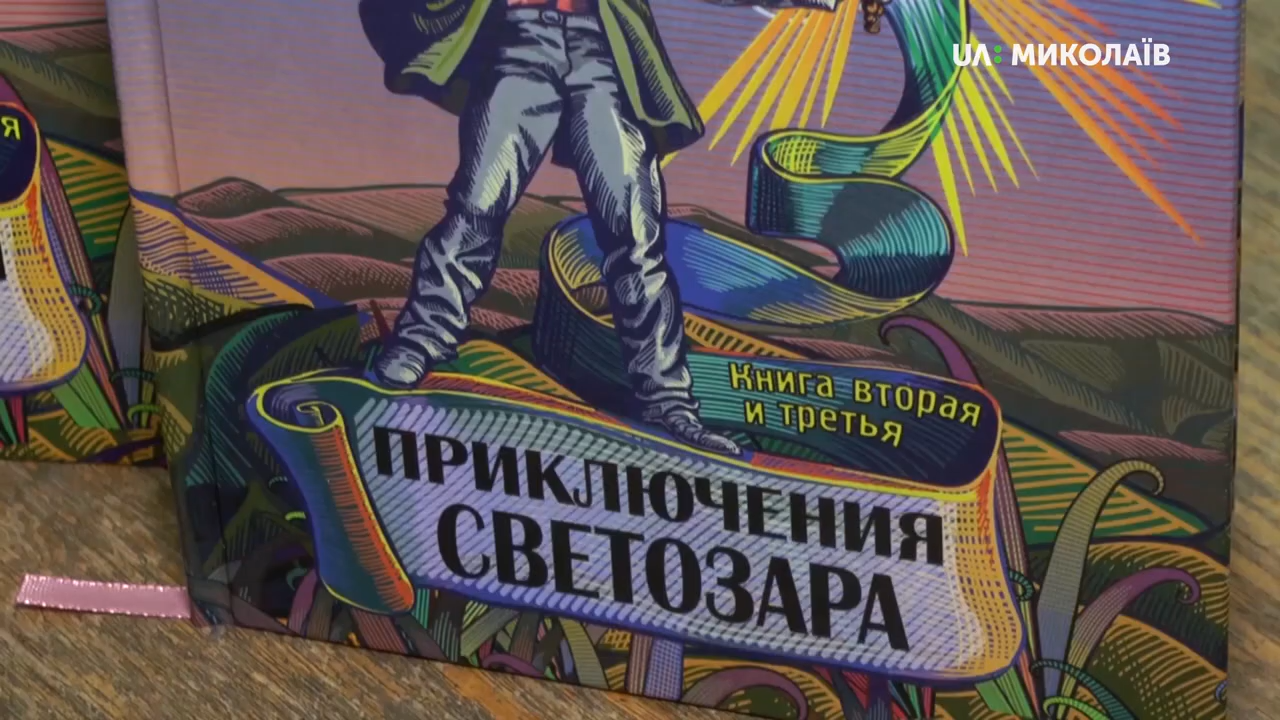 UA: МИКОЛАЇВ
Я
Книга вторая
и третья
ПРИКЛЮЧЕНИЯ
СВЕТОЗАРА